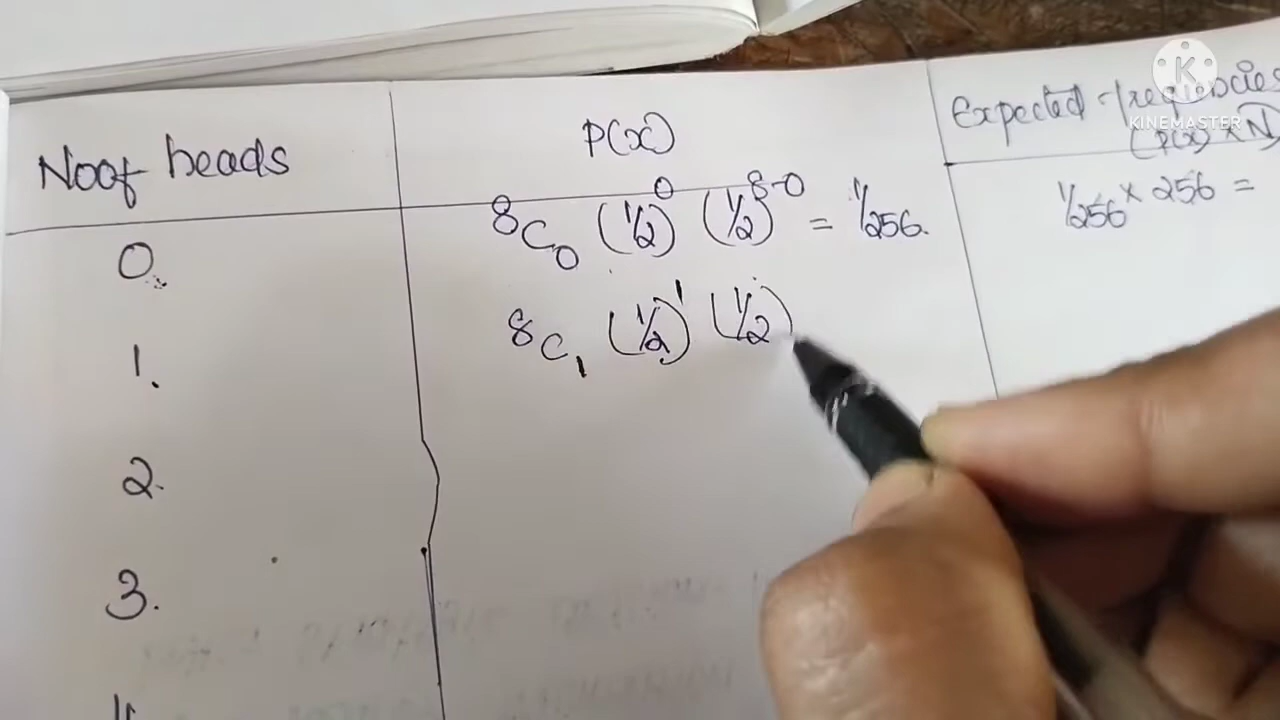 No of heads P(x) Expected frequencies
(P(x) × N)
0. ⁸C₀ (1/2)⁰ (1/2)⁸⁻⁰ = 1/256. 1/256 × 256 =
1. ⁸C₁ (1/2)¹ (1/2)
2.
3.
K
KINEMASTER